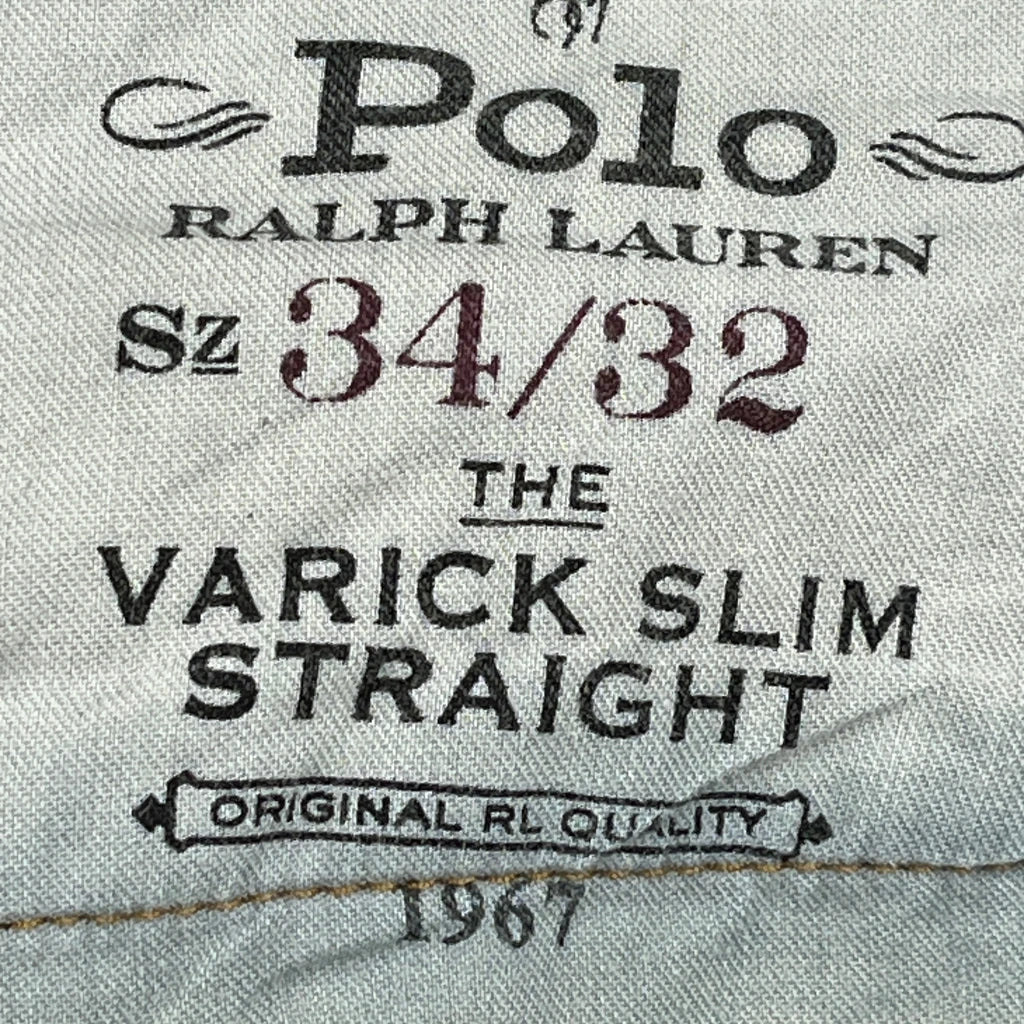 Polo
RALPH LAUREN
Sz 34/32
THE
VARICK SLIM
STRAIGHT
ORIGINAL RL QUALITY
1967